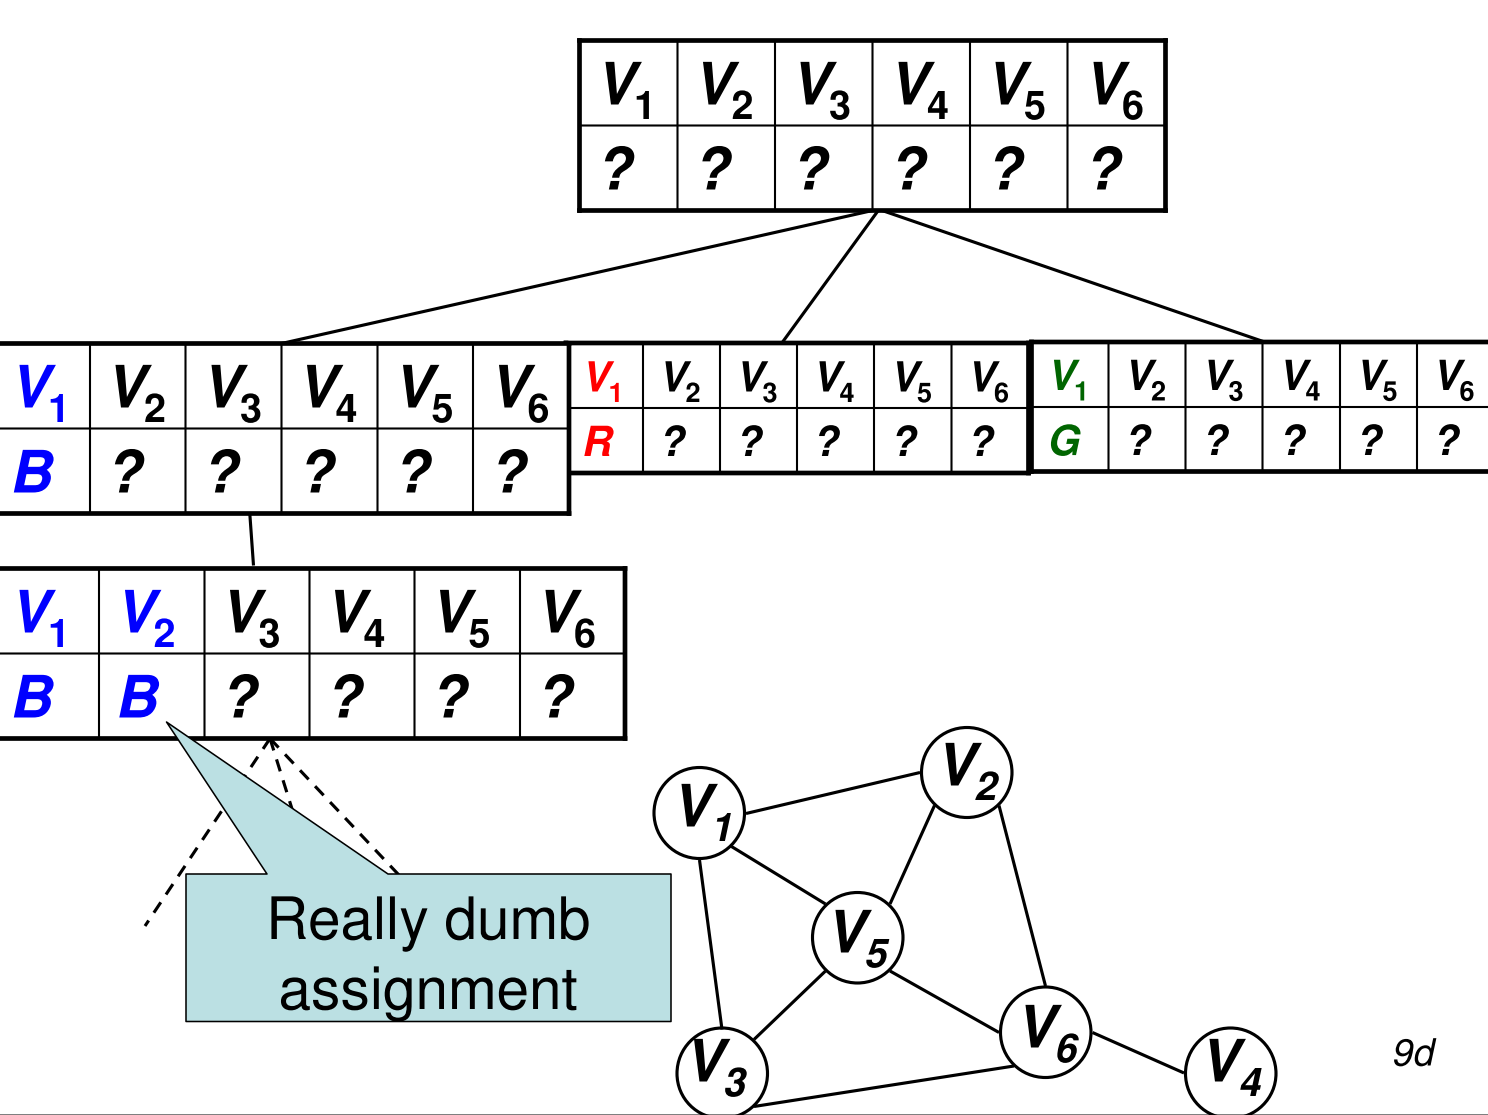 V1 V2 V3 V4 V5 V6
? ? ? ? ? ?
V1 V2 V3 V4 V5 V6
B ? ? ? ? ?
V1 V2 V3 V4 V5 V6
R ? ? ? ? ?
V1 V2 V3 V4 V5 V6
G ? ? ? ? ?
V1 V2 V3 V4 V5 V6
B B ? ? ? ?
Really dumb
assignment
V2
V1
V5
V6
V3
V4
9d